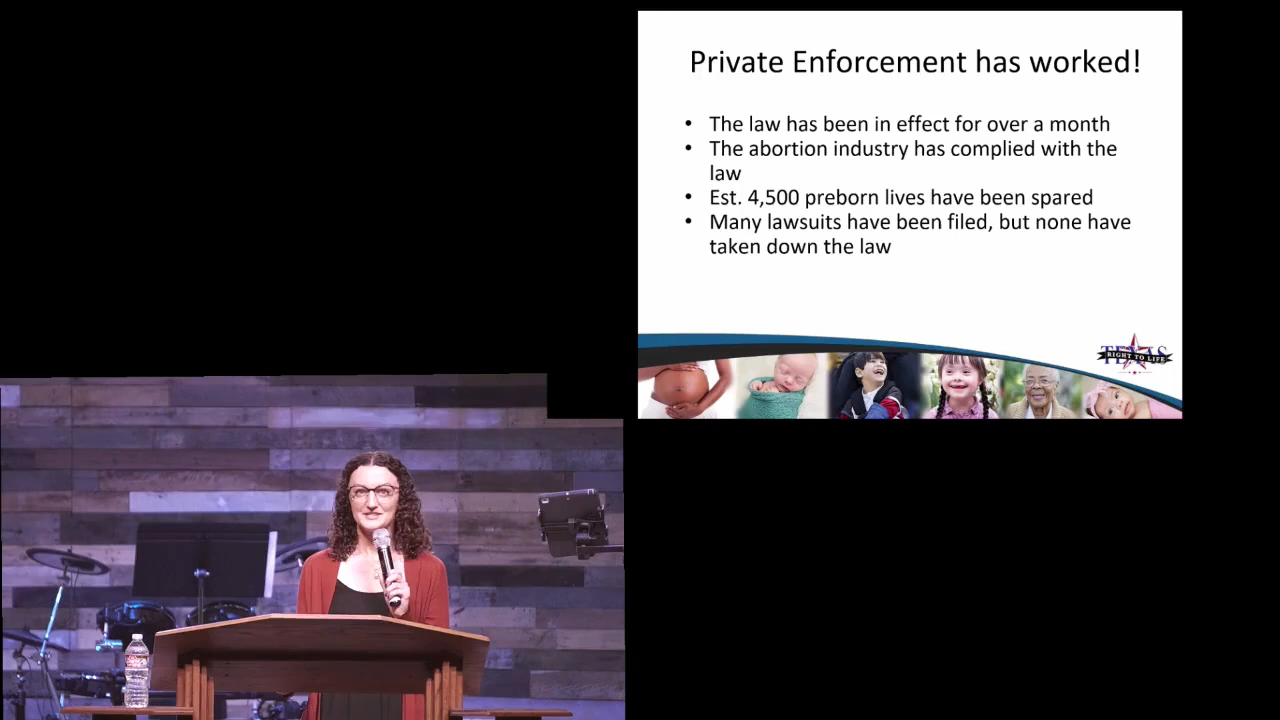 Private Enforcement has worked!
• The law has been in effect for over a month
• The abortion industry has complied with the
law
• Est. 4,500 preborn lives have been spared
• Many lawsuits have been filed, but none have
taken down the law
TEXAS
RIGHT TO LIFE